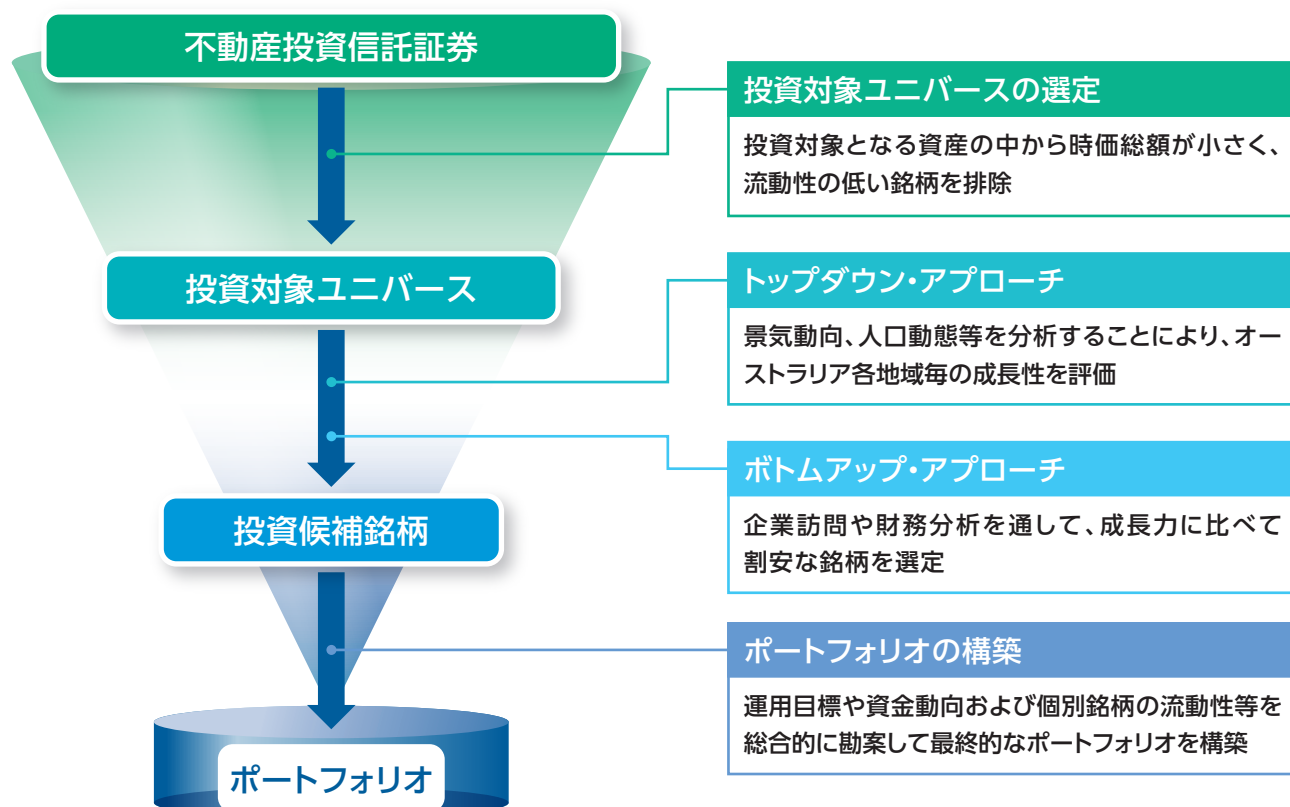 不動産投資信託証券
投資対象ユニバースの選定
投資対象となる資産の中から時価総額が小さく、
流動性の低い銘柄を排除
投資対象ユニバース
トップダウン・アプローチ
景気動向、人口動態等を分析することにより、オー
ストラリア各地域毎の成長性を評価
ボトムアップ・アプローチ
企業訪問や財務分析を通して、成長力に比べて
割安な銘柄を選定
投資候補銘柄
ポートフォリオの構築
運用目標や資金動向および個別銘柄の流動性等を
総合的に勘案して最終的なポートフォリオを構築
ポートフォリオ